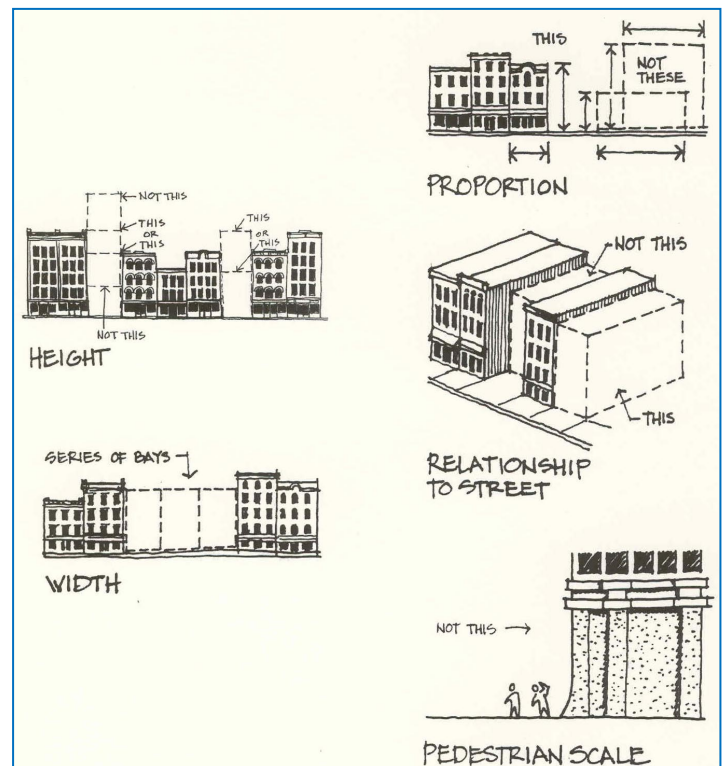 NOT THIS
THIS
OR
THIS
THIS
OR
THIS
NOT THIS
HEIGHT
SERIES OF BAYS
WIDTH
THIS
NOT
THESE
PROPORTION
NOT THIS
THIS
RELATIONSHIP
TO STREET
NOT THIS
PEDESTRIAN SCALE